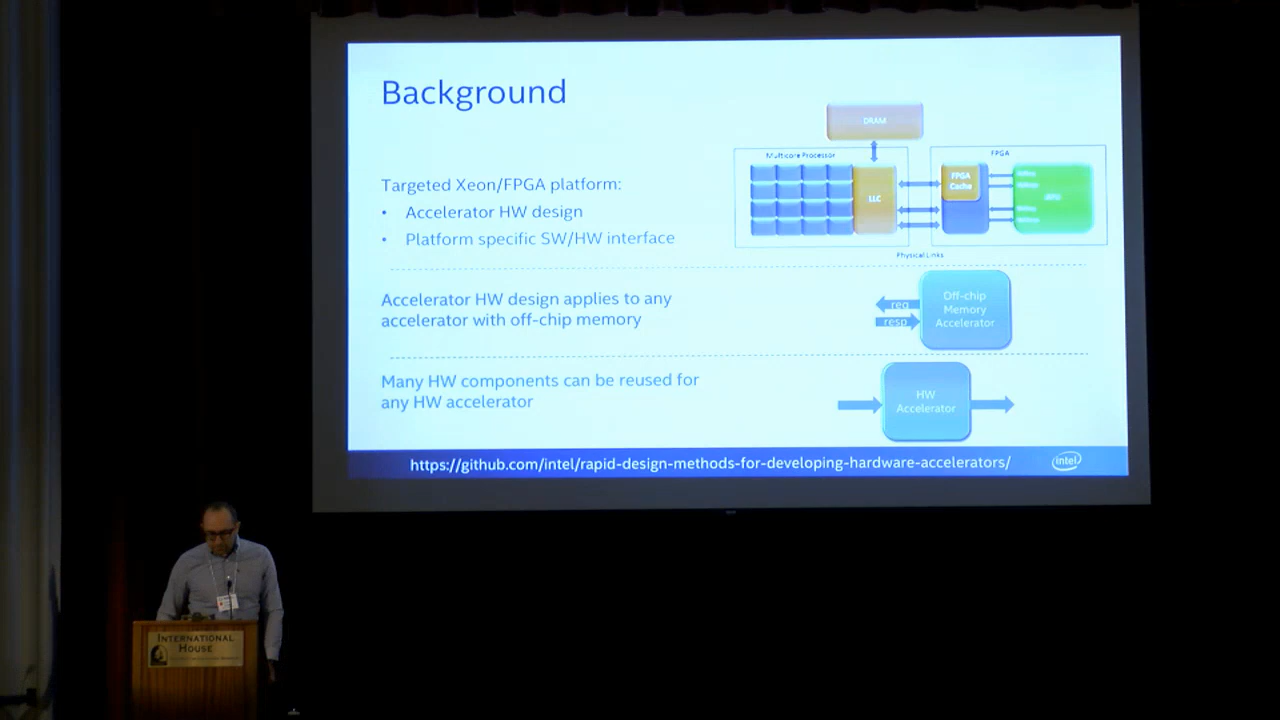 Background
Targeted Xeon/FPGA platform:
• Accelerator HW design
• Platform specific SW/HW interface
DRAM
Multicore Processor
LLC
FPGA
FPGA
Cache
Physical Links
Accelerator HW design applies to any
accelerator with off-chip memory
req
resp
Off-chip
Memory
Accelerator
Many HW components can be reused for
any HW accelerator
HW
Accelerator
https://github.com/intel/rapid-design-methods-for-developing-hardware-accelerators/
intel
INTERNATIONAL
HOUSE